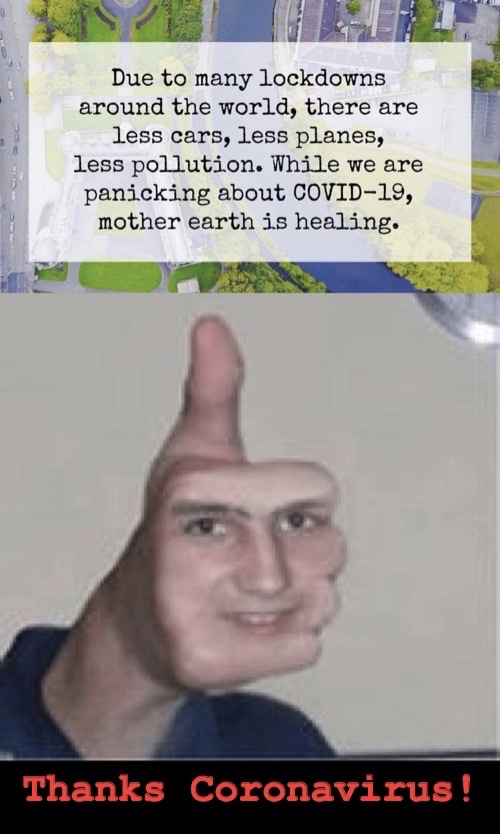 Due to many lockdowns
around the world, there are
less cars, less planes,
less pollution. While we are
panicking about COVID-19,
mother earth is healing.
Thanks Coronavirus!